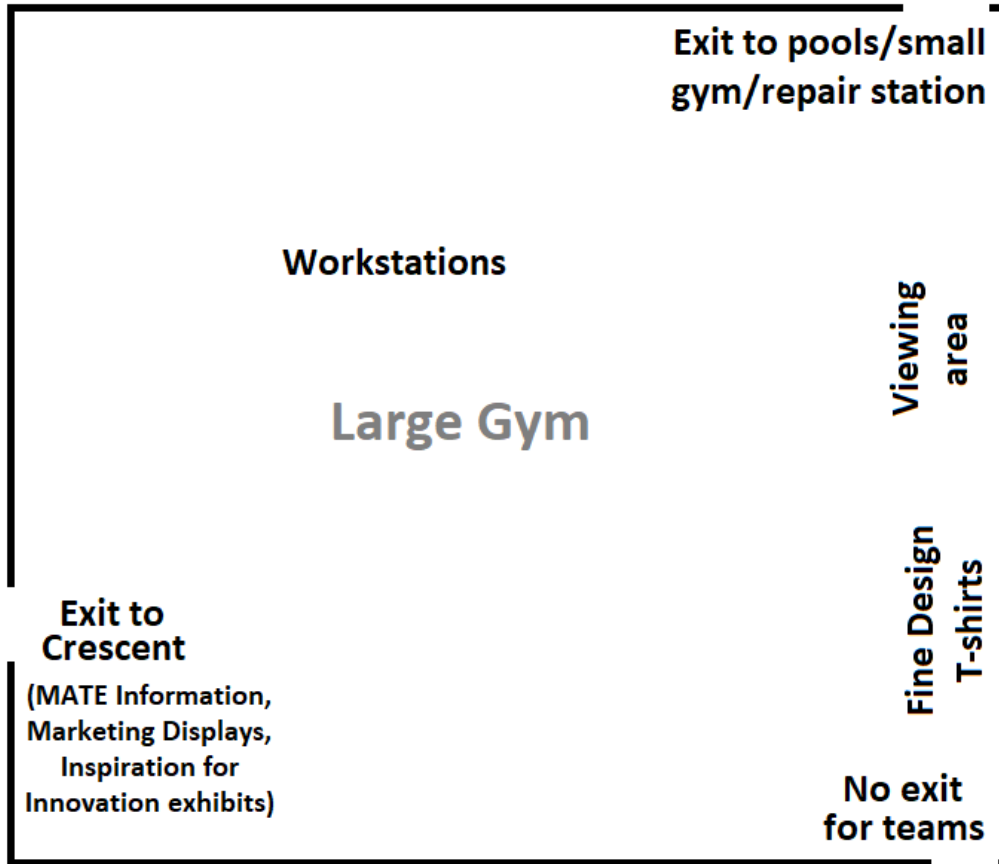 Exit to pools/small
gym/repair station
Workstations
Viewing
area
Large Gym
Fine Design
T-shirts
Exit to
Crescent
(MATE Information,
Marketing Displays,
Inspiration for
Innovation exhibits)
No exit
for teams